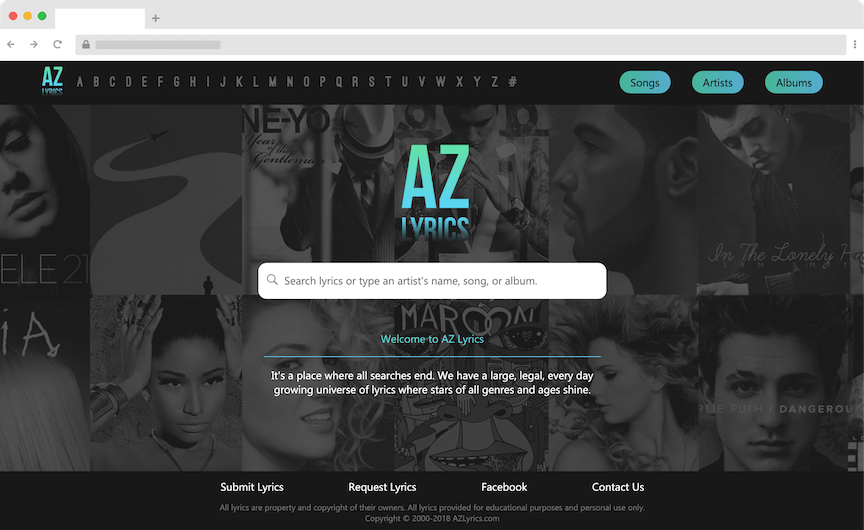 AZ
LYRICS
A B C D E F G H I J K L M N O P Q R S T U V W X Y Z #
Songs
Artists
Albums
NE-YO
Year of the
Gentleman
AZ
LYRICS
ELE 21
In The Lonely H
Search lyrics or type an artist's name, song, or album.
iA
MAROON
Welcome to AZ Lyrics
It's a place where all searches end. We have a large, legal, every day
growing universe of lyrics where stars of all genres and ages shine.
RLIE PUTH / DANGEROU
Submit Lyrics
Request Lyrics
Facebook
Contact Us
All lyrics are property and copyright of their owners. All lyrics provided for educational purposes and personal use only.
Copyright © 2000-2018 AZLyrics.com